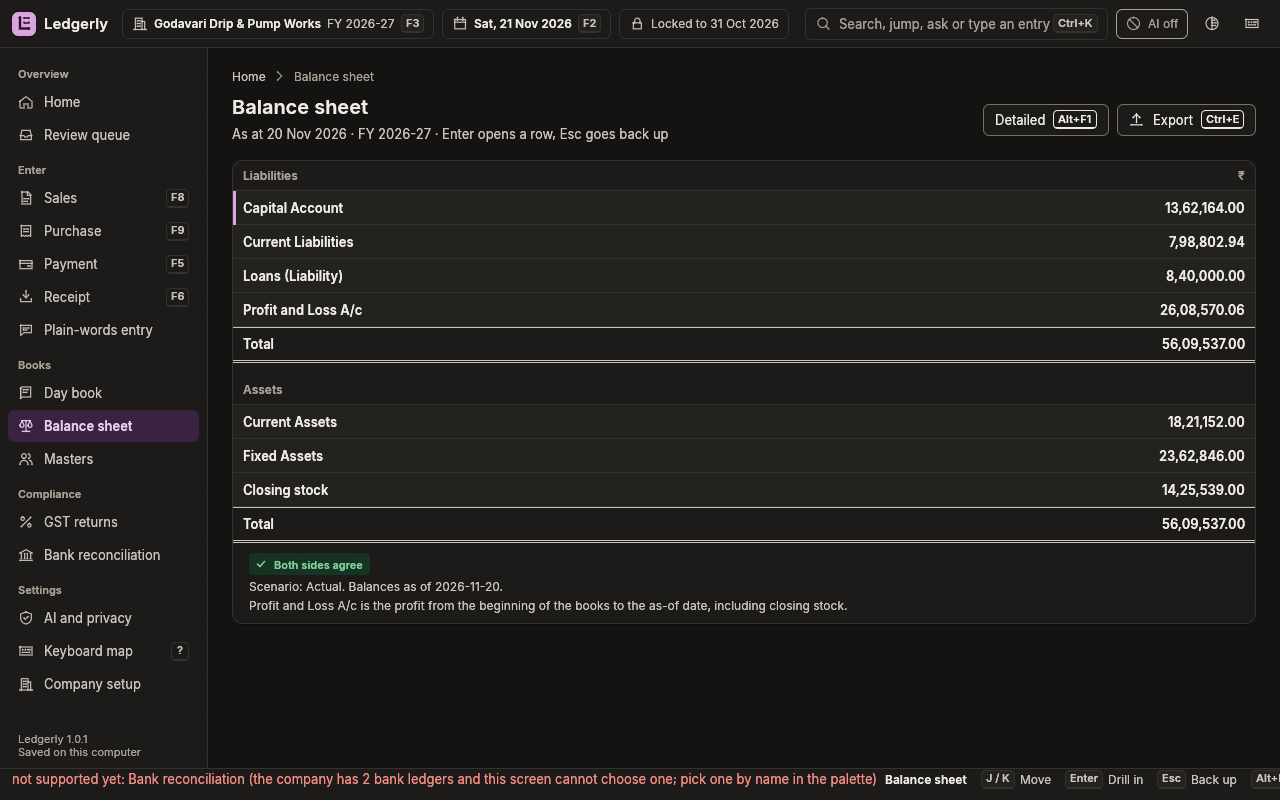 Ledgerly
Godavari Drip & Pump Works FY 2026-27 F3
Sat, 21 Nov 2026 F2
Locked to 31 Oct 2026
Search, jump, ask or type an entry Ctrl+K
AI off
Overview
Home
Review queue
Enter
Sales F8
Purchase F9
Payment F5
Receipt F6
Plain-words entry
Books
Day book
Balance sheet
Masters
Compliance
GST returns
Bank reconciliation
Settings
AI and privacy
Keyboard map ?
Company setup
Ledgerly 1.0.1
Saved on this computer
Home > Balance sheet
Balance sheet
As at 20 Nov 2026 · FY 2026-27 · Enter opens a row, Esc goes back up
Detailed Alt+F1
Export Ctrl+E
Liabilities ₹
Capital Account 13,62,164.00
Current Liabilities 7,98,802.94
Loans (Liability) 8,40,000.00
Profit and Loss A/c 26,08,570.06
Total 56,09,537.00
Assets
Current Assets 18,21,152.00
Fixed Assets 23,62,846.00
Closing stock 14,25,539.00
Total 56,09,537.00
Both sides agree
Scenario: Actual. Balances as of 2026-11-20.
Profit and Loss A/c is the profit from the beginning of the books to the as-of date, including closing stock.
not supported yet: Bank reconciliation (the company has 2 bank ledgers and this screen cannot choose one; pick one by name in the palette) Balance sheet J / K Move Enter Drill in Esc Back up